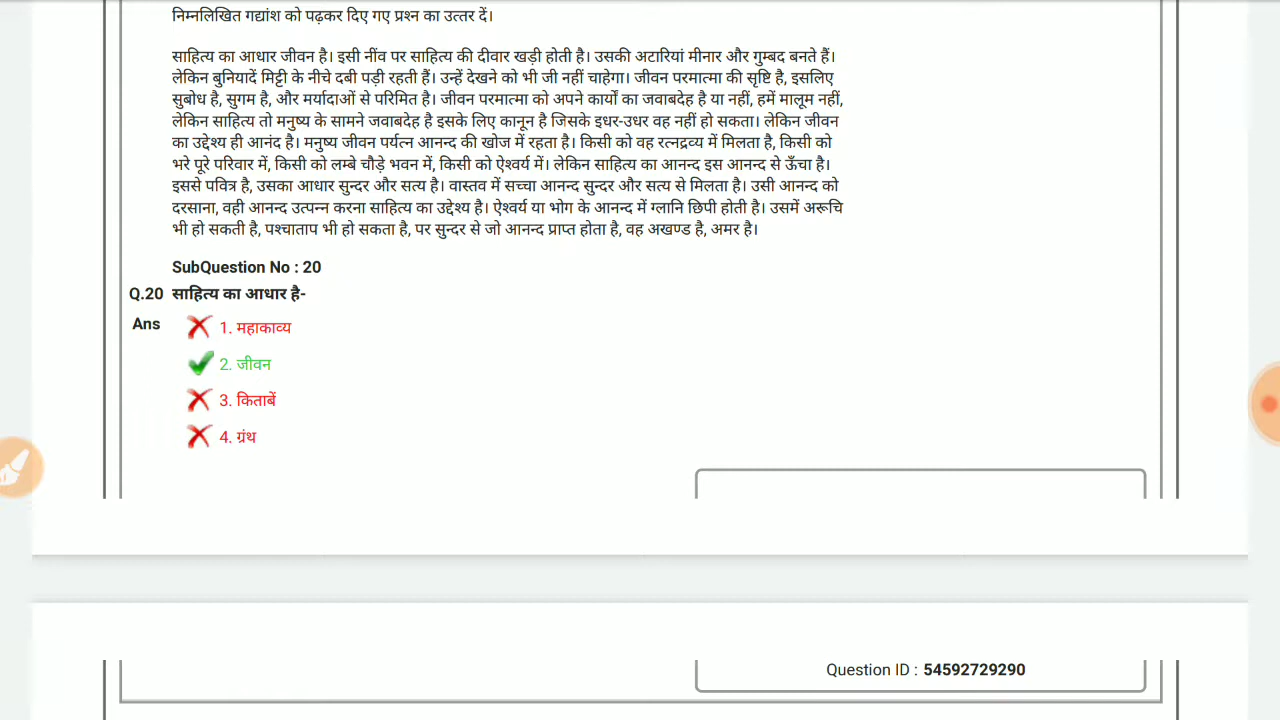 निम्नलिखित गद्यांश को पढ़कर दिए गए प्रश्न का उत्तर दें।
साहित्य का आधार जीवन है। इसी नींव पर साहित्य की दीवार खड़ी होती है। उसकी अटारियां मीनार और गुम्बद बनते हैं।
लेकिन बुनियादें मिट्टी के नीचे दबी पड़ी रहती हैं। उन्हें देखने को भी जी नहीं चाहेगा। जीवन परमात्मा की सृष्टि है, इसलिए
सुबोध है, सुगम है, और मर्यादाओं से परिमित है। जीवन परमात्मा को अपने कार्यों का जवाबदेह है या नहीं, हमें मालूम नहीं,
लेकिन साहित्य तो मनुष्य के सामने जवाबदेह है इसके लिए कानून है जिसके इधर-उधर वह नहीं हो सकता। लेकिन जीवन
का उद्देश्य ही आनंद है। मनुष्य जीवन पर्यत्न आनन्द की खोज में रहता है। किसी को वह रत्नद्रव्य में मिलता है, किसी को
भरे पूरे परिवार में, किसी को लम्बे चौड़े भवन में, किसी को ऐश्वर्य में। लेकिन साहित्य का आनन्द इस आनन्द से ऊँचा है।
इससे पवित्र है, उसका आधार सुन्दर और सत्य है। वास्तव में सच्चा आनन्द सुन्दर और सत्य से मिलता है। उसी आनन्द को
दरसाना, वही आनन्द उत्पन्न करना साहित्य का उद्देश्य है। ऐश्वर्य या भोग के आनन्द में ग्लानि छिपी होती है। उसमें अरूचि
भी हो सकती है, पश्चाताप भी हो सकता है, पर सुन्दर से जो आनन्द प्राप्त होता है, वह अखण्ड है, अमर है।
SubQuestion No : 20
Q.20 साहित्य का आधार है-
Ans 1. महाकाव्य
2. जीवन
3. किताबें
4. ग्रंथ
Question ID : 54592729290